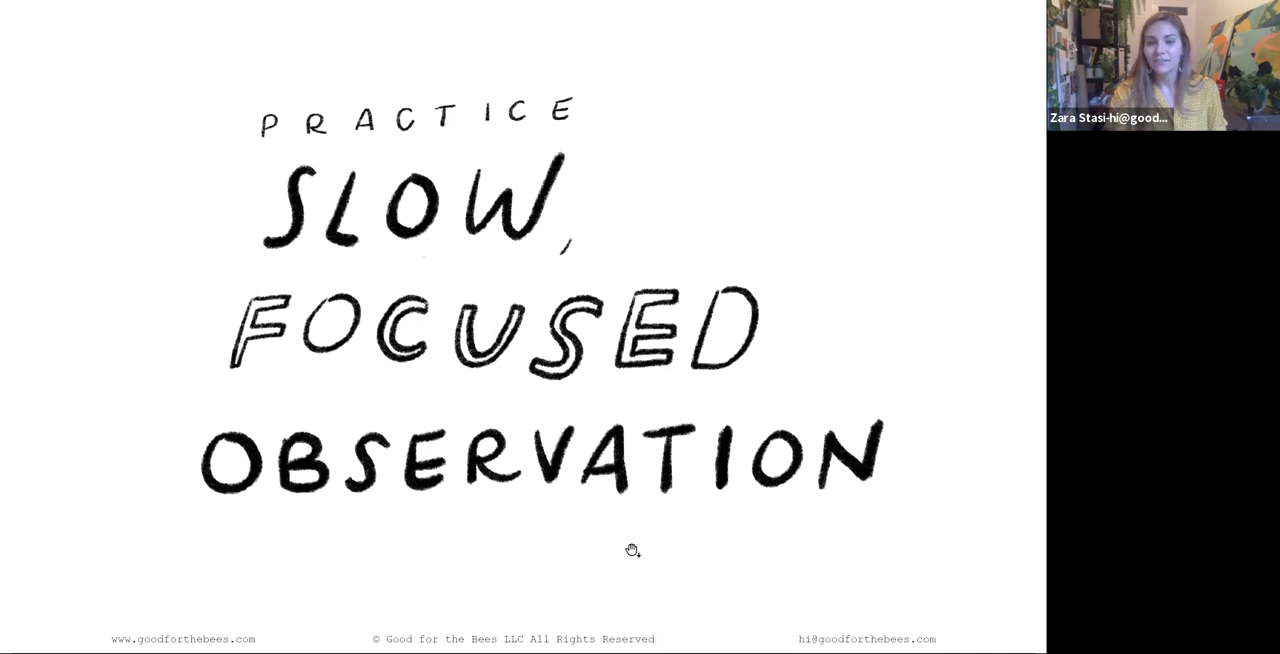 PRACTICE
SLOW,
FOCUSED
OBSERVATION
www.goodforthebees.com
© Good for the Bees LLC All Rights Reserved
hi@goodforthebees.com
Zara Stasi-hi@good...